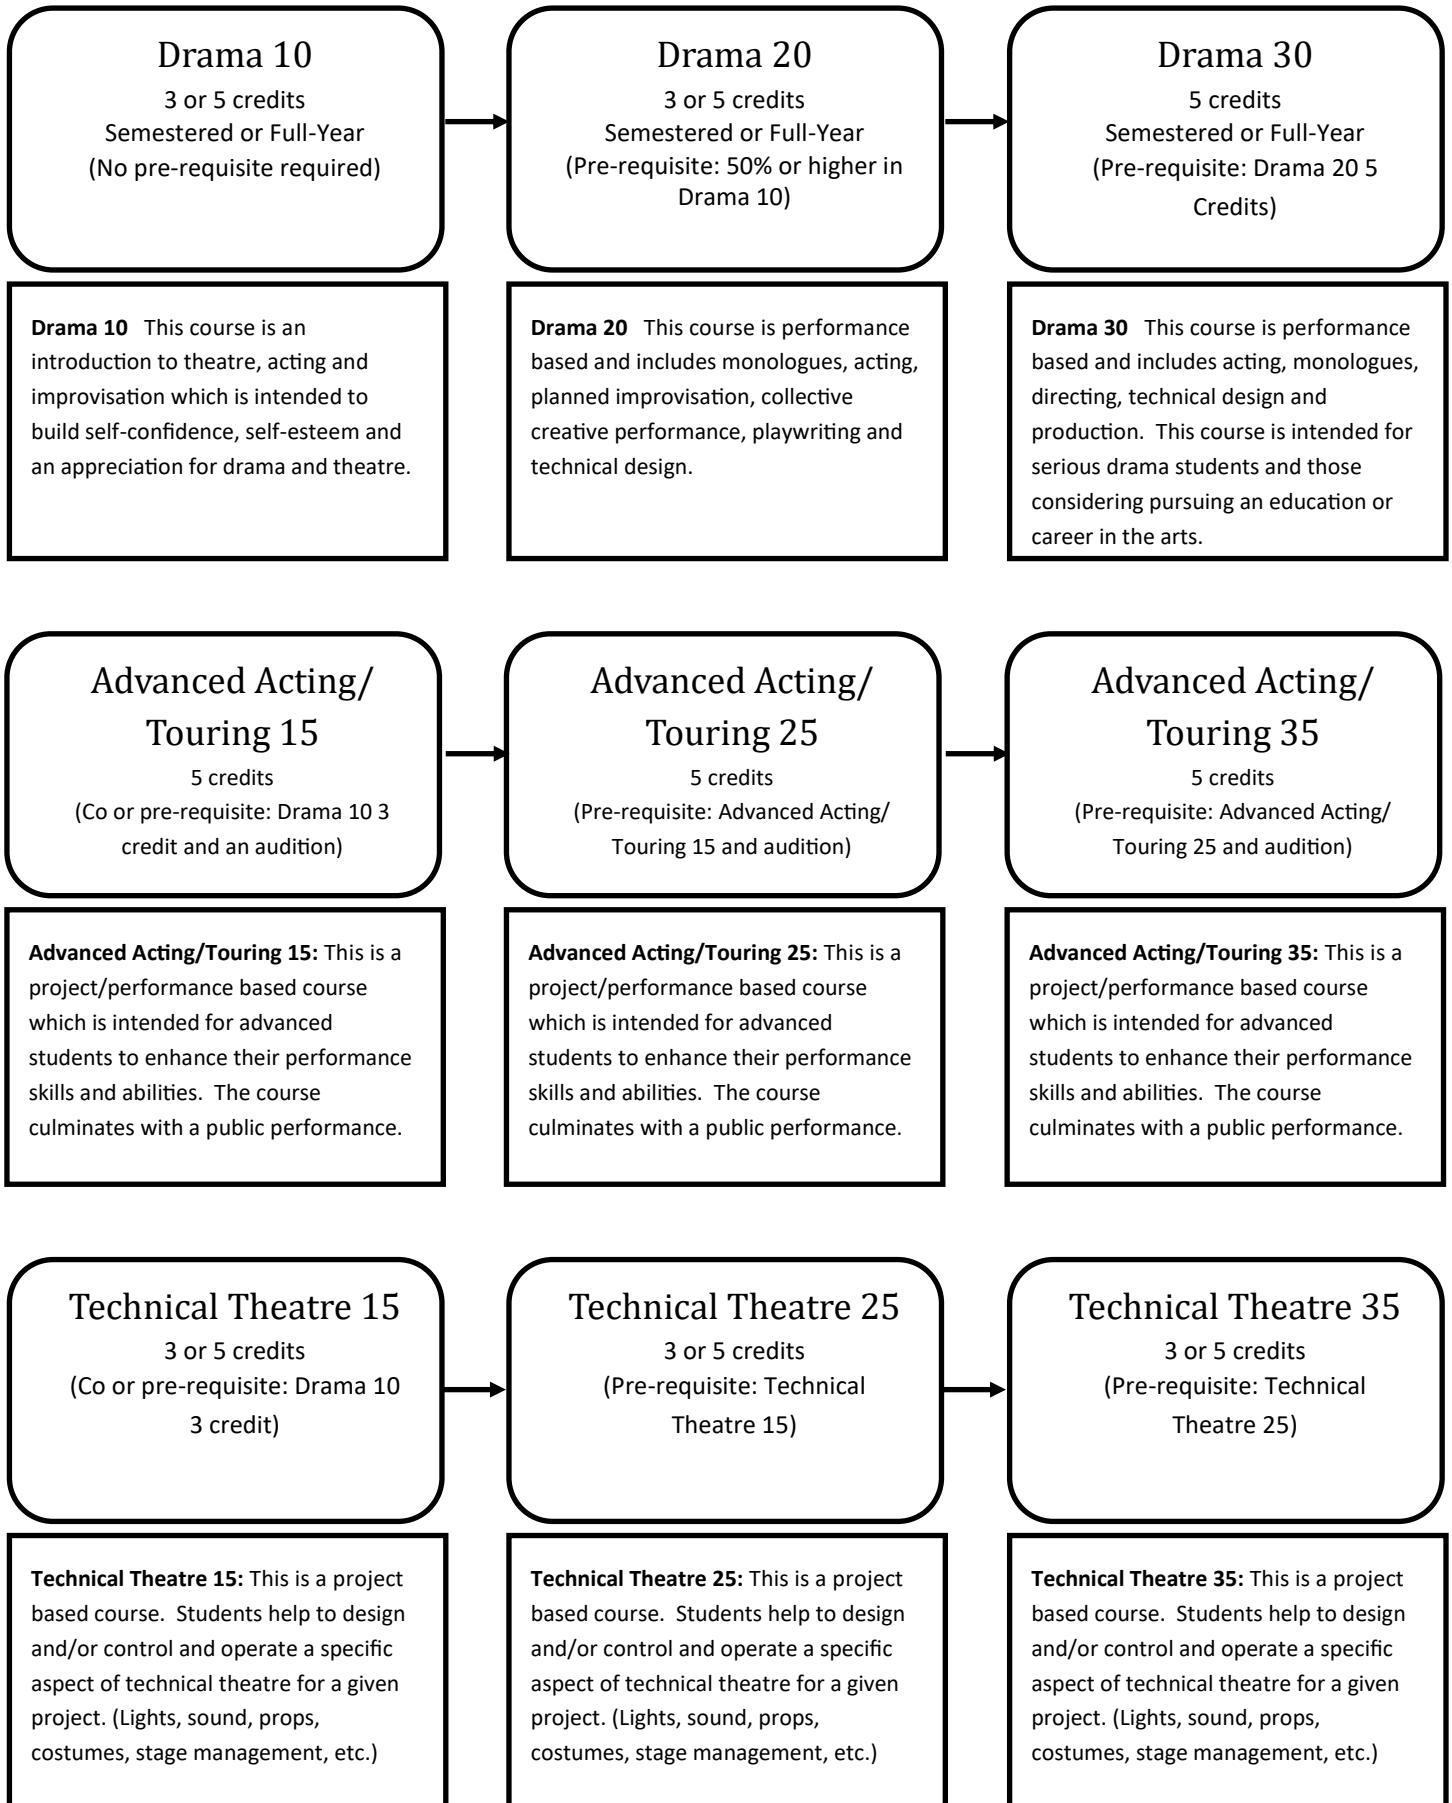 Drama 10
3 or 5 credits
Semestered or Full-Year
(No pre-requisite required)
Drama 20
3 or 5 credits
Semestered or Full-Year
(Pre-requisite: 50% or higher in
Drama 10)
Drama 30
5 credits
Semestered or Full-Year
(Pre-requisite: Drama 20 5
Credits)
Drama 10   This course is an
introduction to theatre, acting and
improvisation which is intended to
build self-confidence, self-esteem and
an appreciation for drama and theatre.
Drama 20   This course is performance
based and includes monologues, acting,
planned improvisation, collective
creative performance, playwriting and
technical design.
Drama 30   This course is performance
based and includes acting, monologues,
directing, technical design and
production.  This course is intended for
serious drama students and those
considering pursuing an education or
career in the arts.
Advanced Acting/
Touring 15
5 credits
(Co or pre-requisite: Drama 10 3
credit and an audition)
Advanced Acting/
Touring 25
5 credits
(Pre-requisite: Advanced Acting/
Touring 15 and audition)
Advanced Acting/
Touring 35
5 credits
(Pre-requisite: Advanced Acting/
Touring 25 and audition)
Advanced Acting/Touring 15: This is a
project/performance based course
which is intended for advanced
students to enhance their performance
skills and abilities.  The course
culminates with a public performance.
Advanced Acting/Touring 25: This is a
project/performance based course
which is intended for advanced
students to enhance their performance
skills and abilities.  The course
culminates with a public performance.
Advanced Acting/Touring 35: This is a
project/performance based course
which is intended for advanced
students to enhance their performance
skills and abilities.  The course
culminates with a public performance.
Technical Theatre 15
3 or 5 credits
(Co or pre-requisite: Drama 10
3 credit)
Technical Theatre 25
3 or 5 credits
(Pre-requisite: Technical
Theatre 15)
Technical Theatre 35
3 or 5 credits
(Pre-requisite: Technical
Theatre 25)
Technical Theatre 15: This is a project
based course.  Students help to design
and/or control and operate a specific
aspect of technical theatre for a given
project. (Lights, sound, props,
costumes, stage management, etc.)
Technical Theatre 25: This is a project
based course.  Students help to design
and/or control and operate a specific
aspect of technical theatre for a given
project. (Lights, sound, props,
costumes, stage management, etc.)
Technical Theatre 35: This is a project
based course.  Students help to design
and/or control and operate a specific
aspect of technical theatre for a given
project. (Lights, sound, props,
costumes, stage management, etc.)